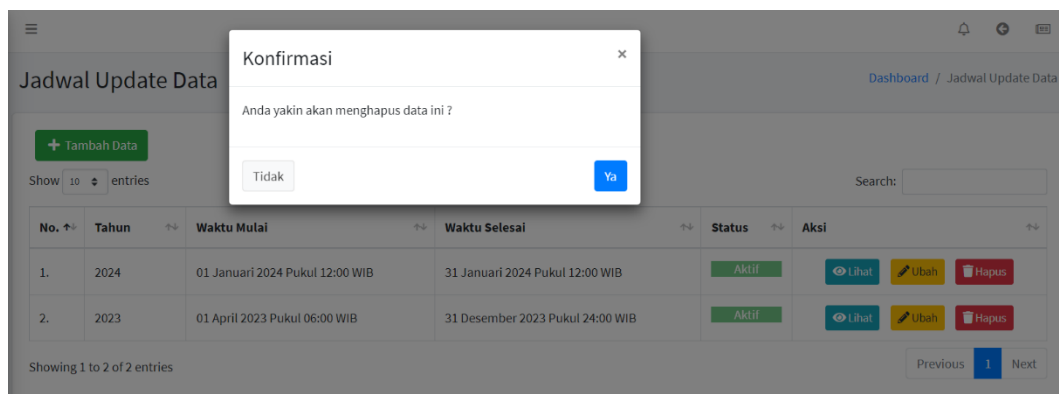 Konfirmasi ×
Jadwal Update Data
Dashboard / Jadwal Update Data
Anda yakin akan menghapus data ini ?
Tambah Data
Tidak Ya
Show 10 entries Search:
No. Tahun Waktu Mulai Waktu Selesai Status Aksi
1. 2024 01 Januari 2024 Pukul 12:00 WIB 31 Januari 2024 Pukul 12:00 WIB Aktif Lihat Ubah Hapus
2. 2023 01 April 2023 Pukul 06:00 WIB 31 Desember 2023 Pukul 24:00 WIB Aktif Lihat Ubah Hapus
Showing 1 to 2 of 2 entries Previous 1 Next